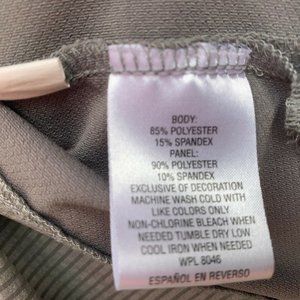 BODY:
85% POLYESTER
15% SPANDEX
PANEL:
90% POLYESTER
10% SPANDEX
EXCLUSIVE OF DECORATION
MACHINE WASH COLD WITH
LIKE COLORS ONLY
NON-CHLORINE BLEACH WHEN
NEEDED TUMBLE DRY LOW
COOL IRON WHEN NEEDED
WPL 8046
ESPAÑOL EN REVERSO